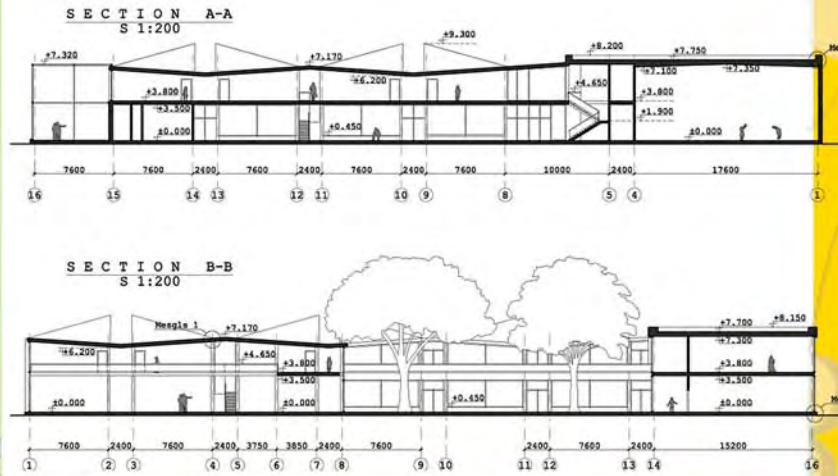 SECTION A-A
S 1:200
+9.300
+7.320 +7.170 +8.200 +7.750
+6.200 +7.100 +7.350
+3.800 +4.650 +3.800
+3.500 +1.900
±0.000 +0.450 ±0.000 ±0.000
7600 7600 2400 7600 2400 7600 2400 7600 10000 2400 17600
16 15 14 13 12 11 10 9 8 5 4 1
SECTION B-B
S 1:200
Mezgls 1 +7.170 +7.700 +8.150
+6.200 +4.650 +7.300
+3.800 +3.800
+3.500 +3.500
±0.000 ±0.000 +0.450 ±0.000
7600 2400 7600 2400 3750 3850 2400 7600 2400 7600 2400 15200
1 2 3 4 5 6 7 8 9 10 11 12 13 14 16